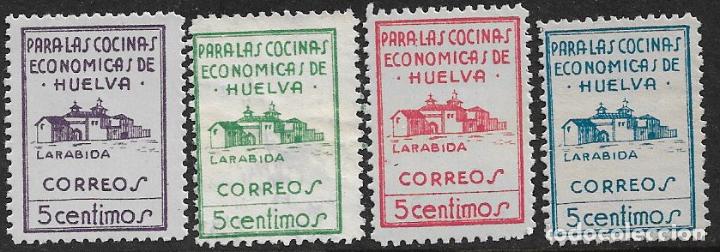 PARA LAS COCINAS
ECONOMICAS DE
· HUELVA ·
LARABIDA
CORREOS
5 centimos
PARA LAS COCINAS
ECONOMICAS DE
· HUELVA ·
LARABIDA
CORREOS
5 centimos
PARA LAS COCINAS
ECONOMICAS DE
· HUELVA ·
LARABIDA
CORREOS
5 centimos
PARA LAS COCINAS
ECONOMICAS DE
· HUELVA ·
LARABIDA
CORREOS
5 centimos
todocoleccion